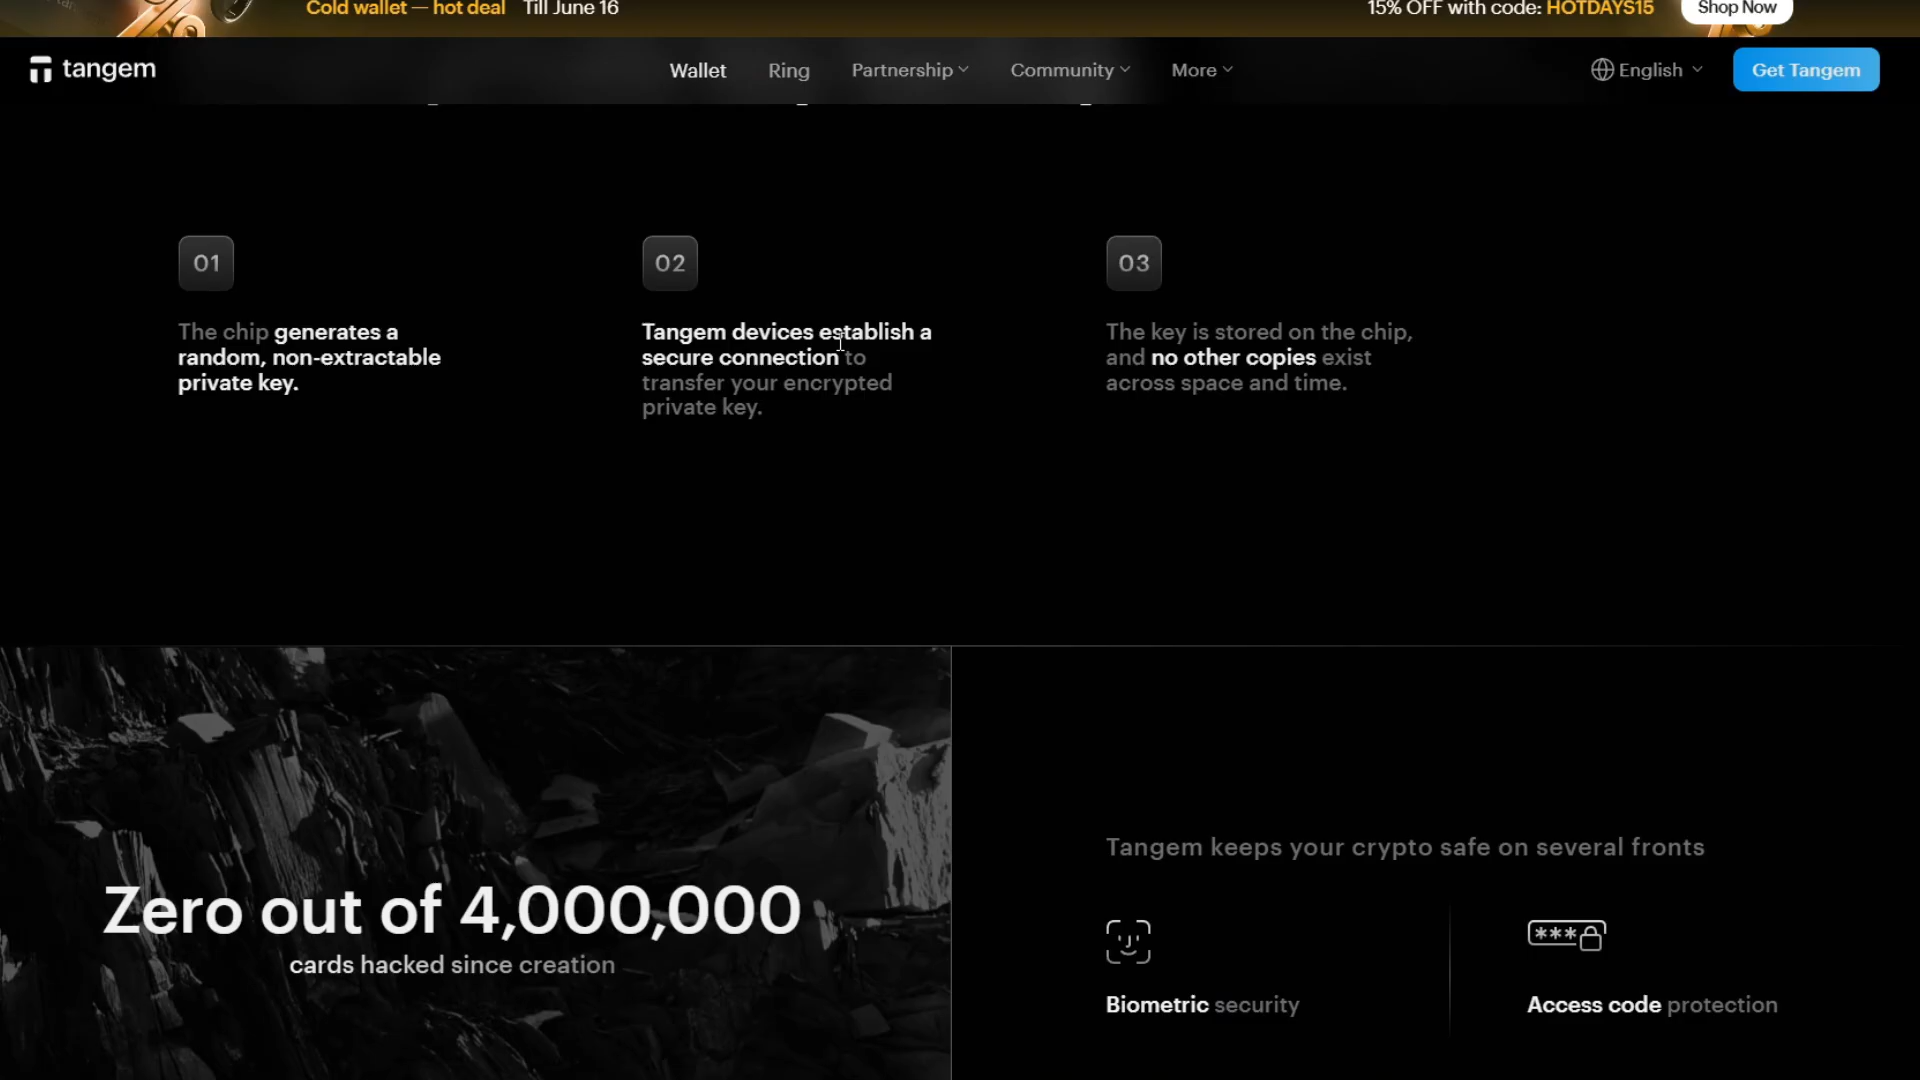 Cold wallet — hot deal Till June 16
15% OFF with code: HOTDAYS15 Shop Now
tangem Wallet Ring Partnership Community More English Get Tangem
01
The chip generates a
random, non-extractable
private key.
02
Tangem devices establish a
secure connection to
transfer your encrypted
private key.
03
The key is stored on the chip,
and no other copies exist
across space and time.
Zero out of 4,000,000
cards hacked since creation
Tangem keeps your crypto safe on several fronts
***
Biometric security
Access code protection